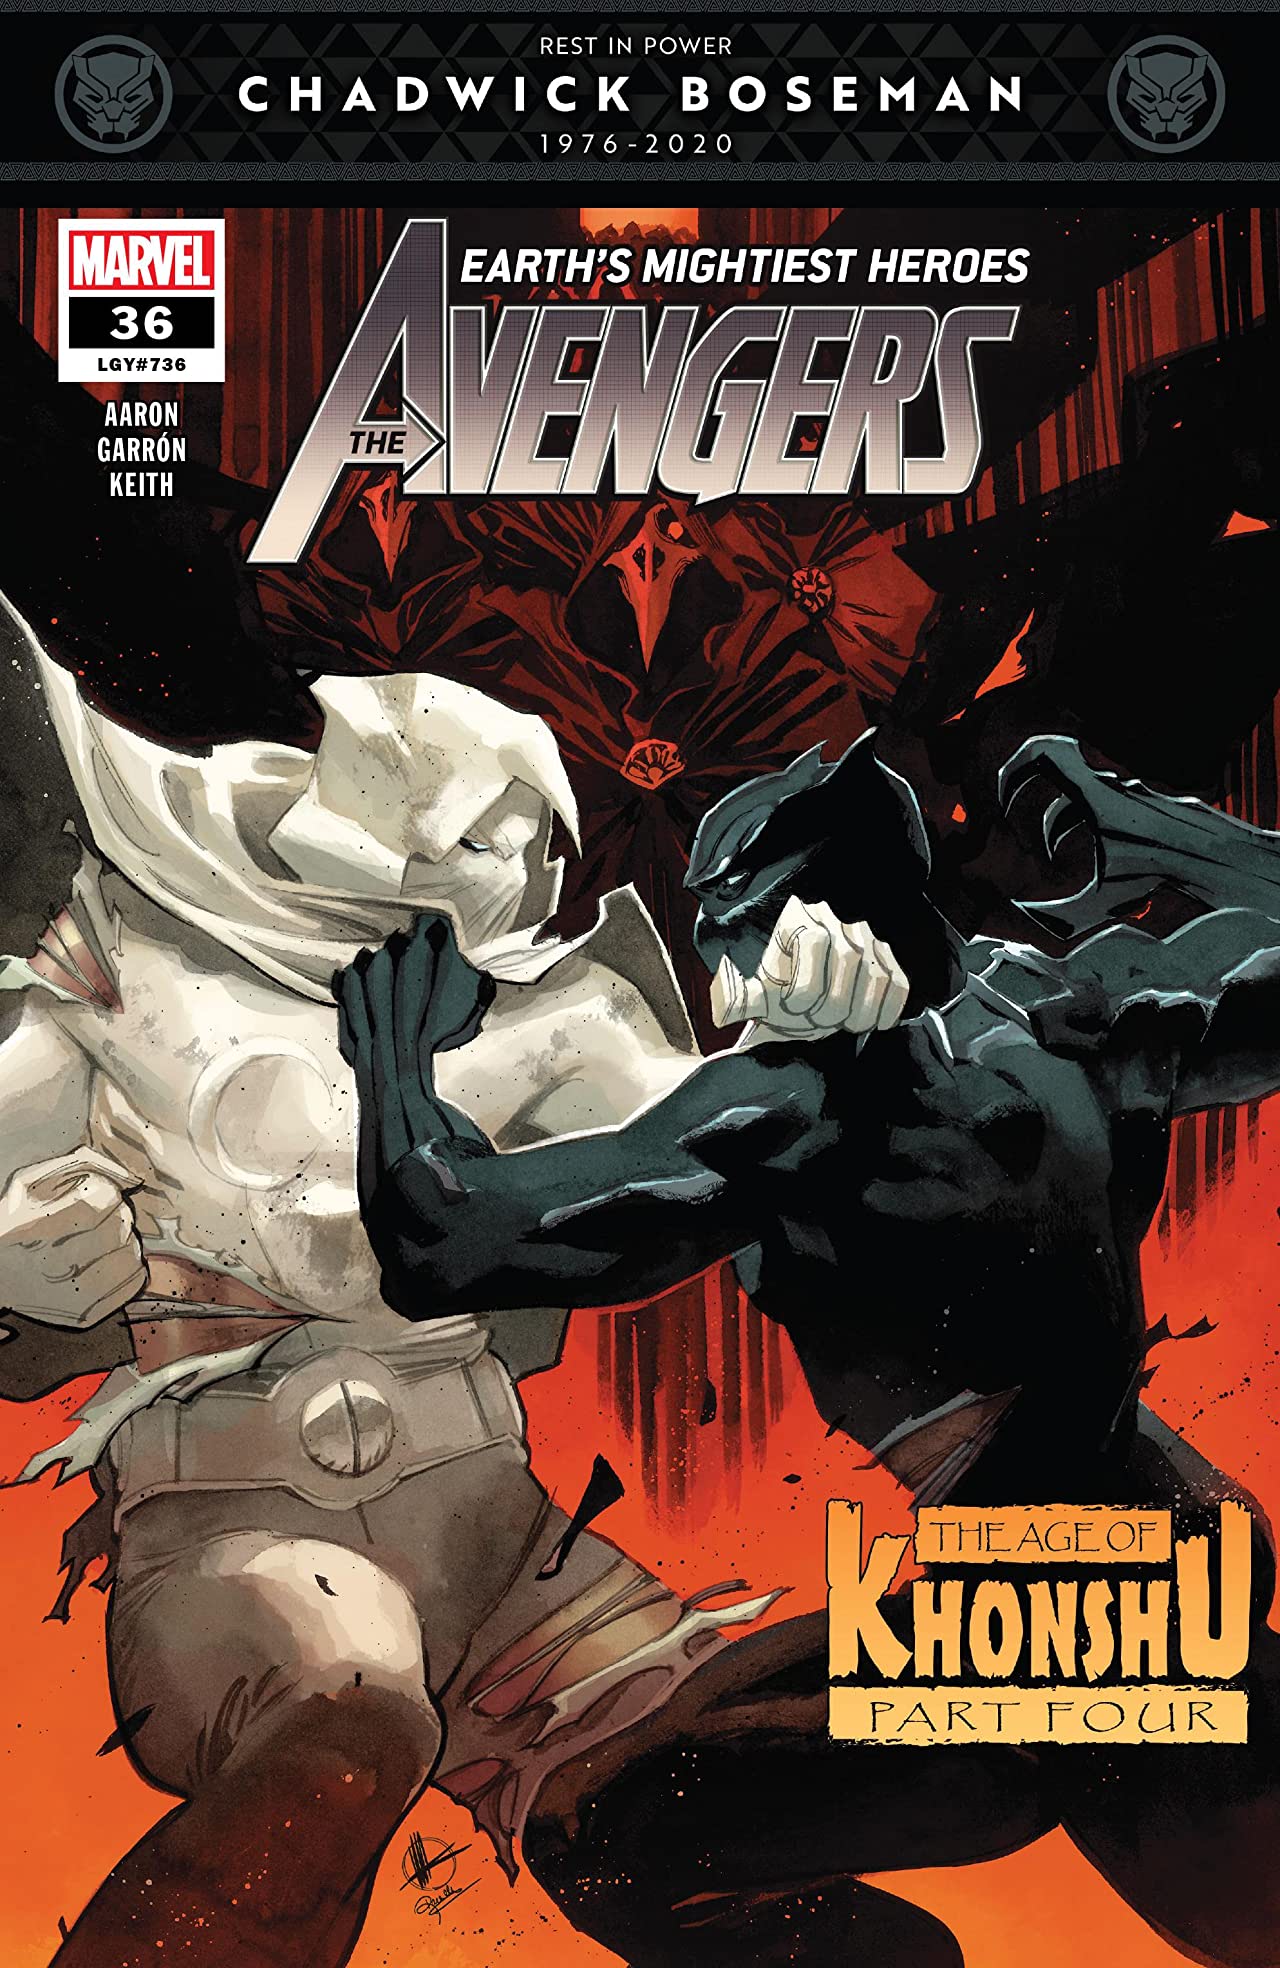 REST IN POWER
CHADWICK BOSEMAN
1976-2020
MARVEL
36
LGY#736
AARON
GARRÓN
KEITH
EARTH'S MIGHTIEST HEROES
THE AVENGERS
THE AGE OF
KHONSHU
PART FOUR